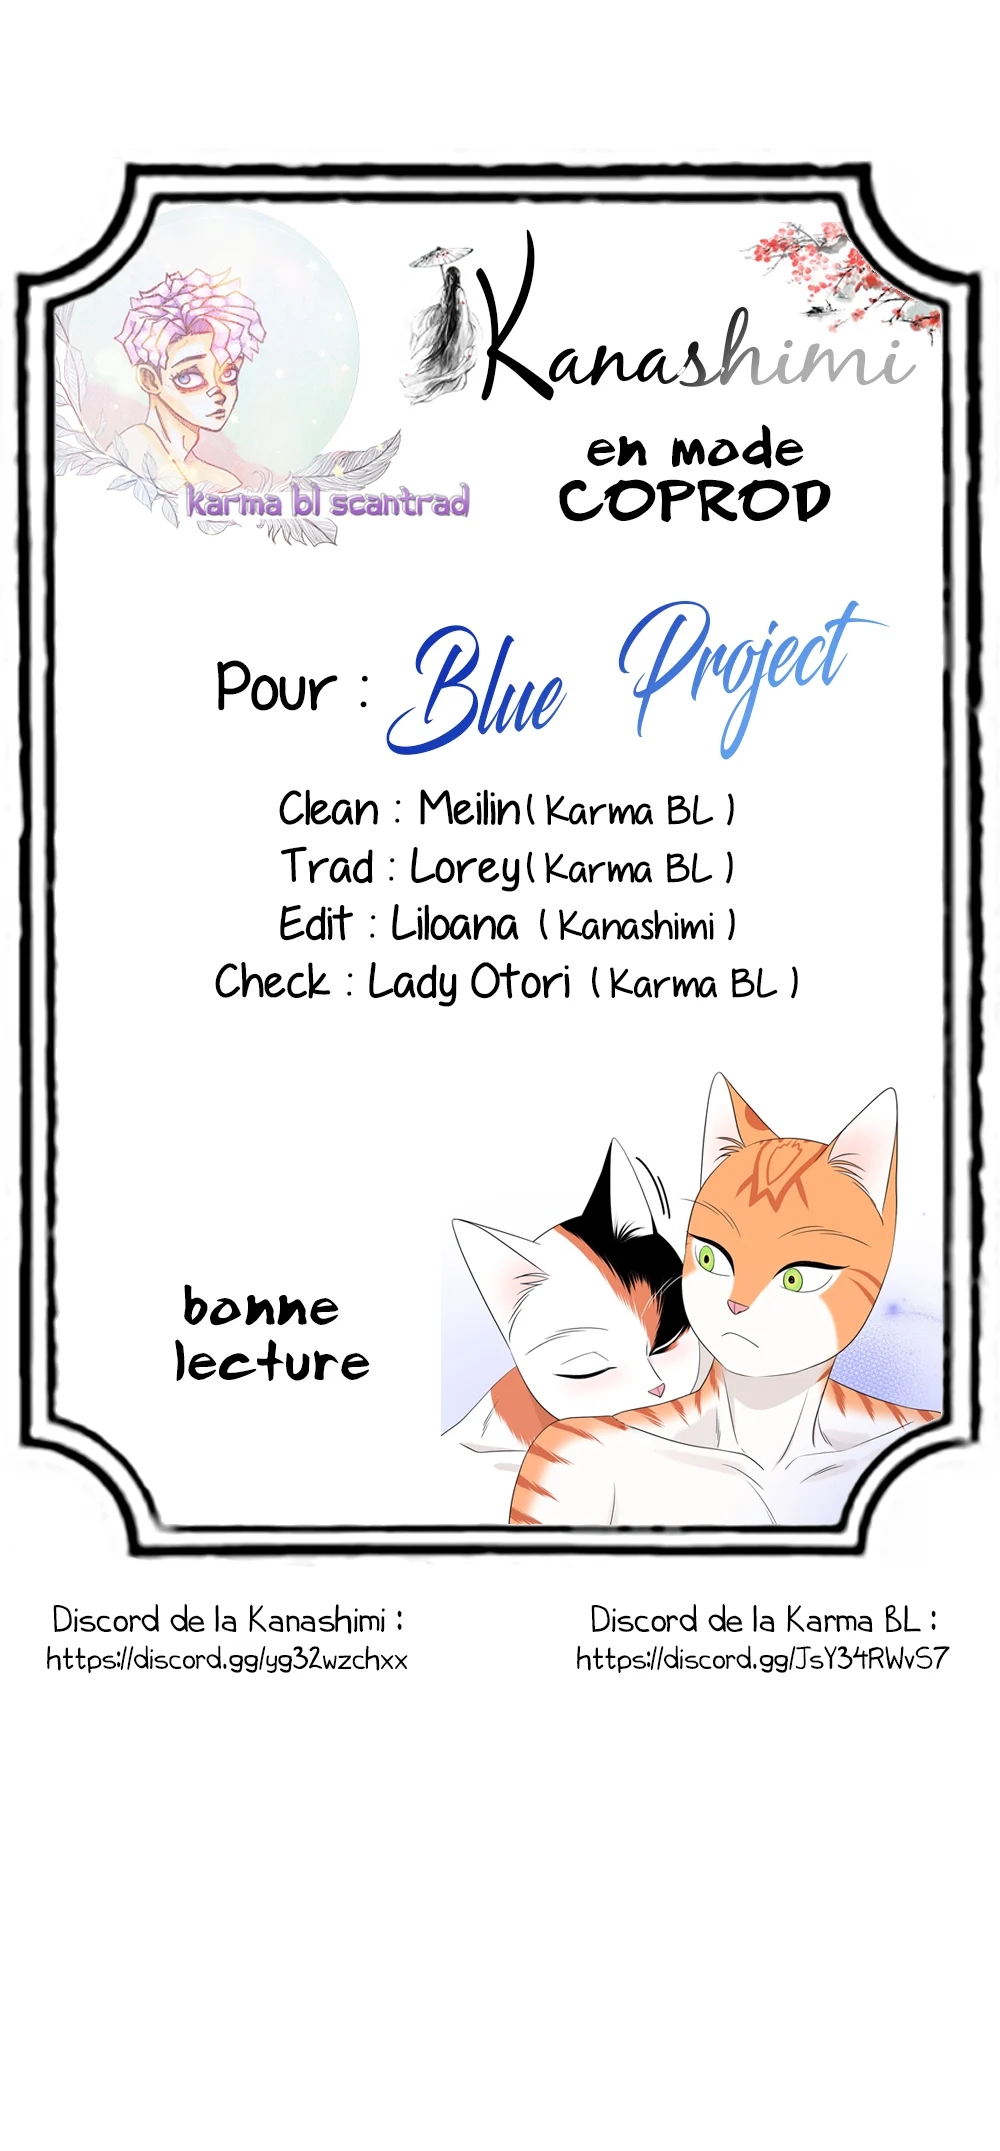 karma bl scantrad
Kanashimi
en mode
COPROD
Pour : Blue Project
Clean : Meilin( Karma BL )
Trad : Lorey( Karma BL )
Edit : Liloana ( Kanashimi )
Check : Lady Otori ( Karma BL )
bonne
lecture
Discord de la Kanashimi :
https://discord.gg/yg32wzchxx
Discord de la Karma BL :
https://discord.gg/JsY34RWvS7